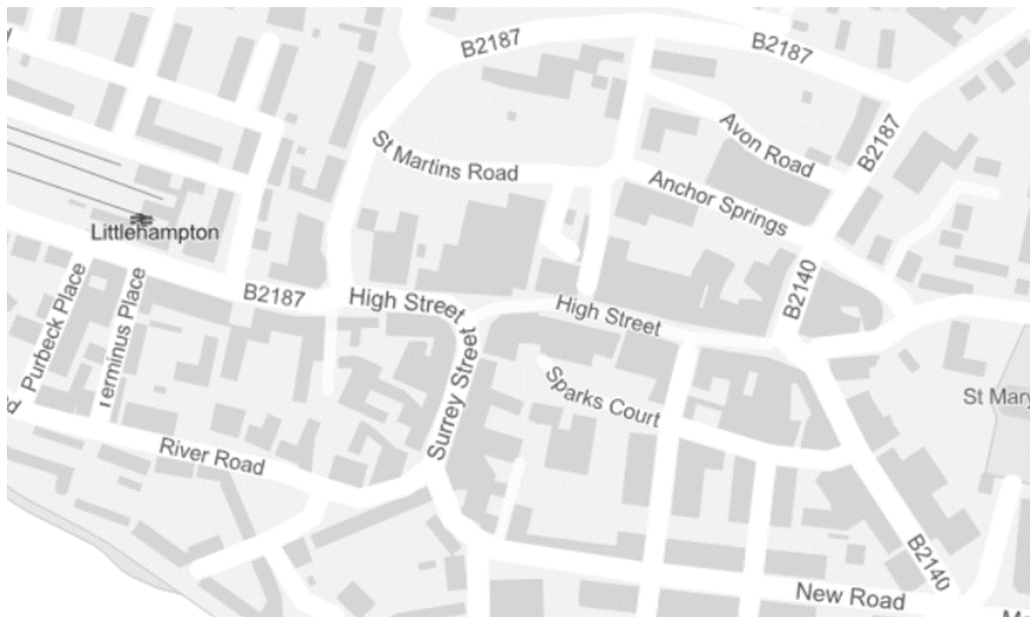 B2187
B2187
Avon Road
B2187
St Martins Road
Anchor Springs
Littlehampton
B2187
High Street
High Street
B2140
Purbeck Place
Terminus Place
Surrey Street
Sparks Court
St Mary
River Road
B2140
New Road